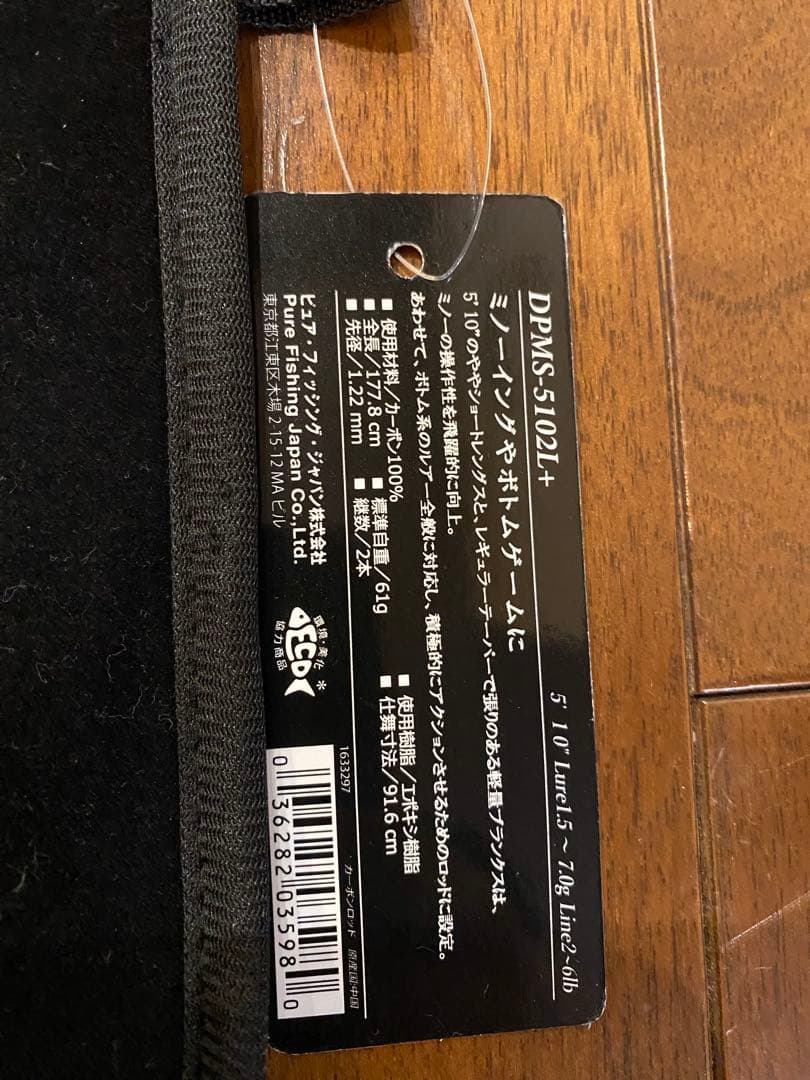 DPMS-5102L+
5' 10" Lure1.5 ~ 7.0g Line2~6lb
ミノーイングやボトムゲームに
5' 10"のややショートレングスと、レギュラーテーパーで張りのある軽量ブランクスは、
ミノーの操作性を飛躍的に向上。
あわせて、ボトム系のルアー全般に対応し、積極的にアクションさせるためのロッドに設定。
■ 使用材料／カーボン100% ■ 標準自重／61g ■ 使用樹脂／エポキシ樹脂
■ 全長／177.8 cm ■ 継数／2本 ■ 仕舞寸法／91.6 cm
■ 先径／1.22 mm
ピュア・フィッシング・ジャパン株式会社
Pure Fishing Japan Co.,Ltd.
東京都江東区木場 2-15-12 MA ビル
環境・美化
ECO
協力商品
1633297 カーボンロッド 原産国:中国
0 36282 03598 0